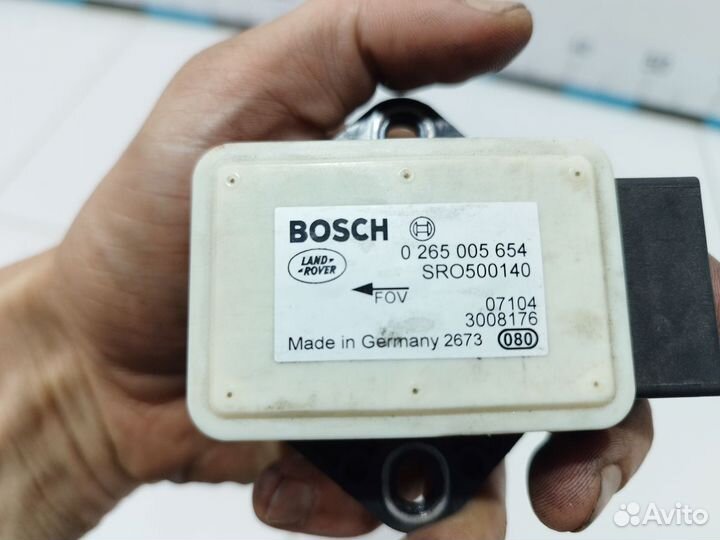 BOSCH
0 265 005 654
LAND-
-ROVER
SRO500140
FOV
07104
3008176
Made in Germany 2673 080
Avito